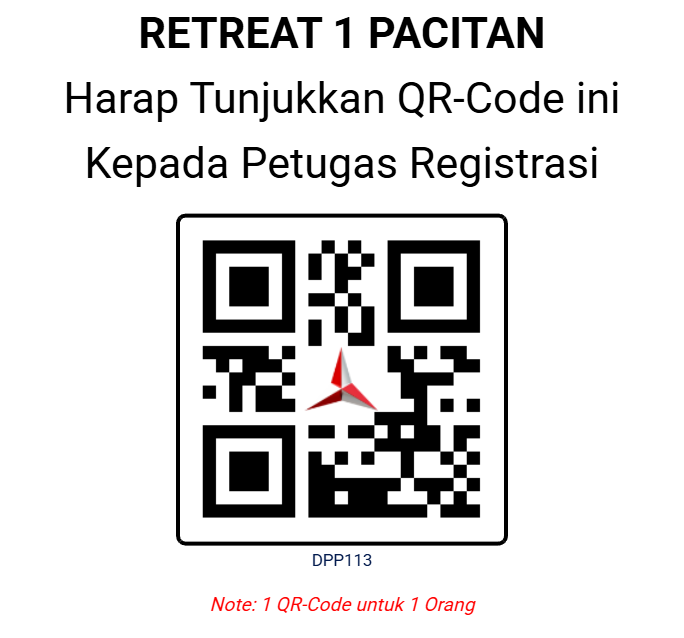 RETREAT 1 PACITAN
Harap Tunjukkan QR-Code ini
Kepada Petugas Registrasi
DPP113
Note: 1 QR-Code untuk 1 Orang